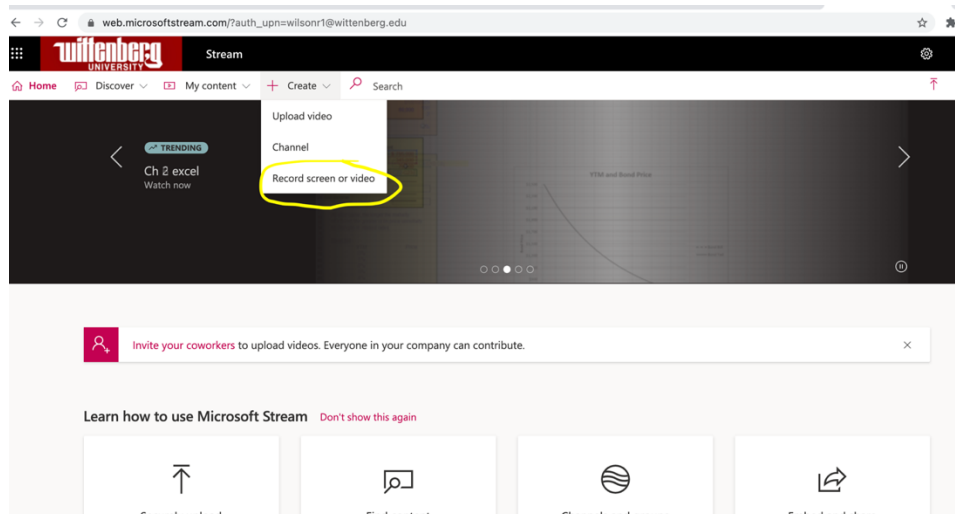 web.microsoftstream.com/?auth_upn=wilsonr1@wittenberg.edu
Wittenberg
UNIVERSITY
Stream
Home Discover My content Create Search
Upload video
Channel
Record screen or video
TRENDING
Ch 2 excel
Watch now
YTM and Bond Price
Invite your coworkers to upload videos. Everyone in your company can contribute.
Learn how to use Microsoft Stream Don't show this again